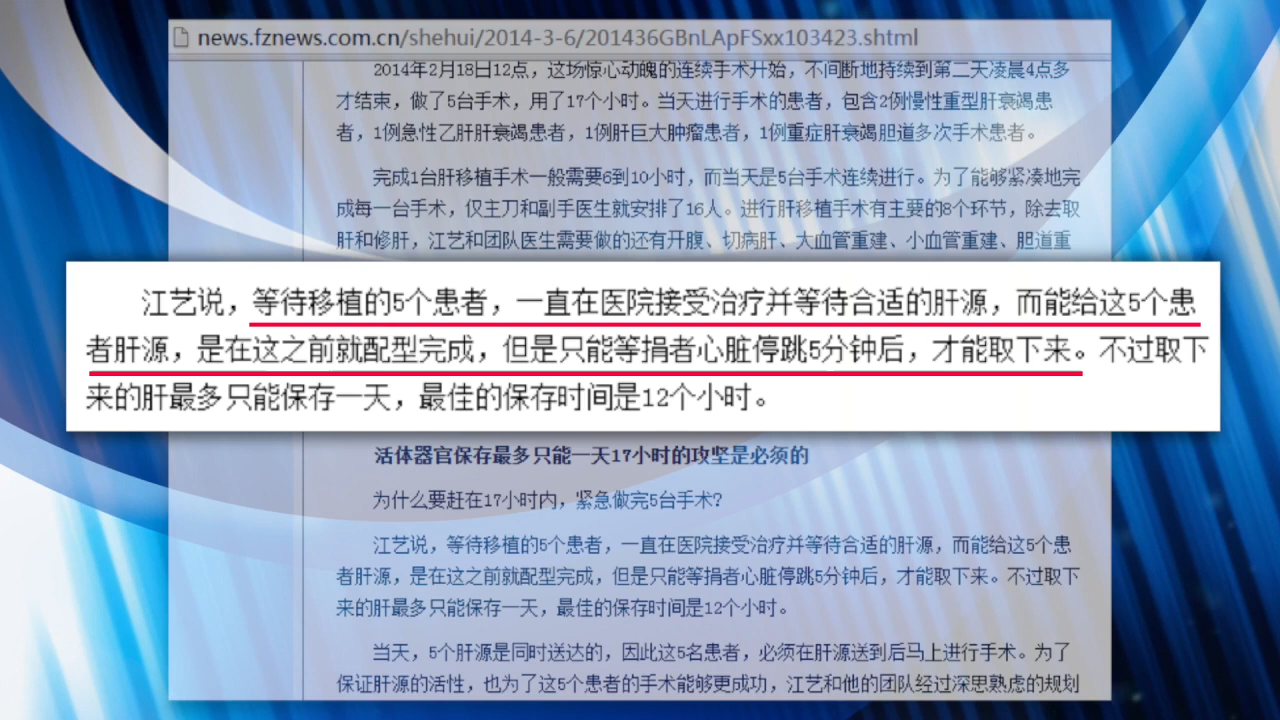 news.fznews.com.cn/shehui/2014-3-6/201436GBnLApFSxx103423.shtml
2014年2月18日12点，这场惊心动魄的连续手术开始，不间断地持续到第二天凌晨4点多
才结束，做了5台手术，用了17个小时。当天进行手术的患者，包含2例慢性重型肝衰竭患
者，1例急性乙肝肝衰竭患者，1例肝巨大肿瘤患者，1例重症肝衰竭胆道多次手术患者。
完成1台肝移植手术一般需要6到10小时，而当天是5台手术连续进行。为了能够紧凑地完
成每一台手术，仅主刀和副手医生就安排了16人。进行肝移植手术有主要的8个环节，除去取
肝和修肝，江艺和团队医生需要做的还有开腹、切病肝、大血管重建、小血管重建、胆道重
江艺说，等待移植的5个患者，一直在医院接受治疗并等待合适的肝源，而能给这5个患
者肝源，是在这之前就配型完成，但是只能等捐者心脏停跳5分钟后，才能取下来。不过取下
来的肝最多只能保存一天，最佳的保存时间是12个小时。
活体器官保存最多只能一天17小时的攻坚是必须的
为什么要赶在17小时内，紧急做完5台手术？
江艺说，等待移植的5个患者，一直在医院接受治疗并等待合适的肝源，而能给这5个患
者肝源，是在这之前就配型完成，但是只能等捐者心脏停跳5分钟后，才能取下来。不过取下
来的肝最多只能保存一天，最佳的保存时间是12个小时。
当天，5个肝源是同时送达的，因此这5名患者，必须在肝源送到后马上进行手术。为了
保证肝源的活性，也为了这5个患者的手术能够更成功，江艺和他的团队经过深思熟虑的规划